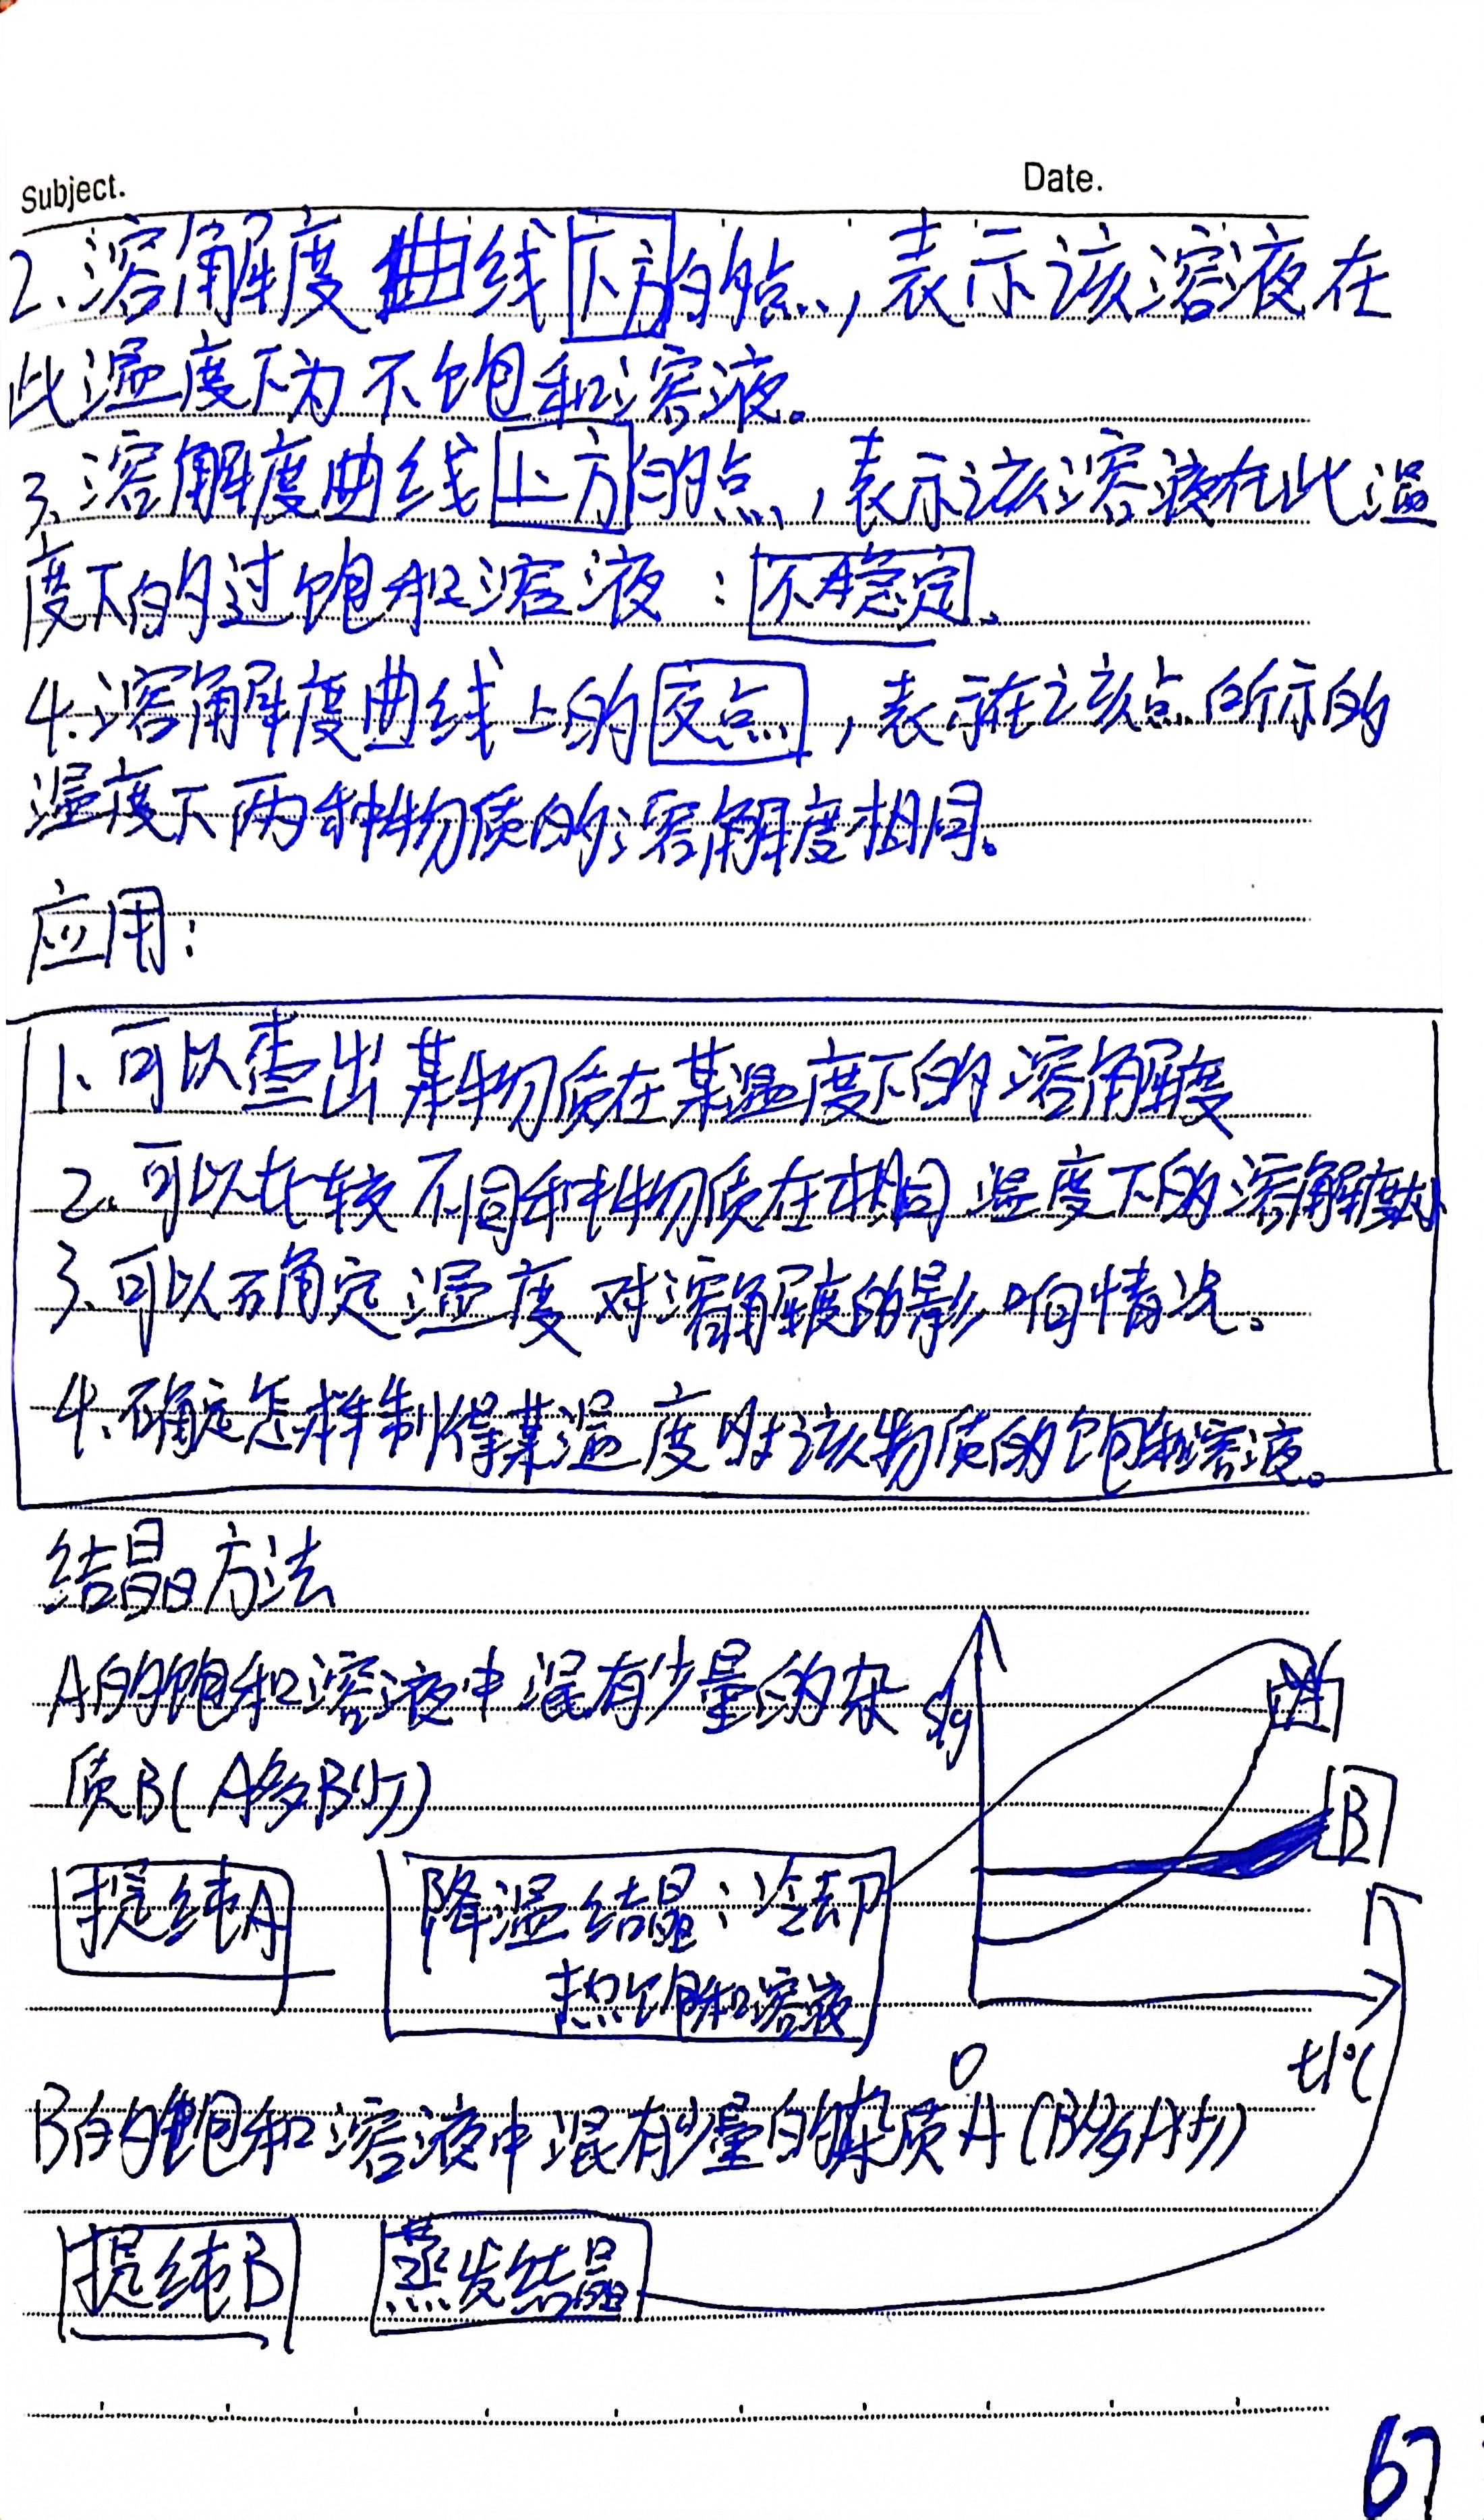 Subject.
Date.
2、溶解度曲线下方的点,表示该溶液在
此温度下为不饱和溶液。
3、溶解度曲线上方的点,表示该溶液在此温
度下的过饱和溶液:不稳定、
4、溶解度曲线上的交点,表示在该点所示的
温度下两种物质的溶解度相同。
应用:
1、可以查出某物质在某温度下的溶解度
2、可以比较不同种物质在相同温度下的溶解度
3、可以确定温度对溶解度的影响情况。
4、确定怎样制得某温度时该物质的饱和溶液。
结晶方法
A的饱和溶液中混有少量的杂
质B(A多B少)
B
提纯A
降温结晶:冷却
热饱和溶液
0
t/℃
B的饱和溶液中混有少量的杂质A(B多A少)
提纯B
蒸发结晶
67